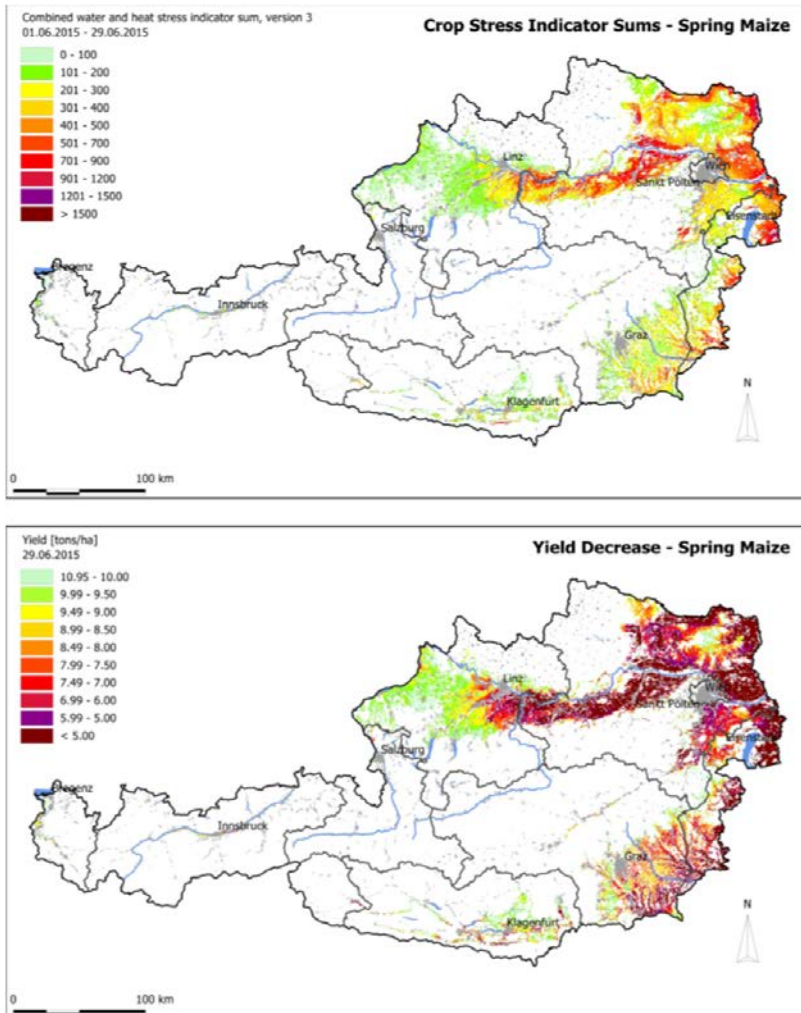 Combined water and heat stress indicator sum, version 3
01.06.2015 - 29.06.2015
Crop Stress Indicator Sums - Spring Maize
0 - 100
101 - 200
201 - 300
301 - 400
401 - 500
501 - 700
701 - 900
901 - 1200
1201 - 1500
> 1500
Linz
Wien
Sankt Pölten
Eisenstadt
Salzburg
Bregenz
Innsbruck
Graz
Klagenfurt
N
0 100 km
Yield [tons/ha]
29.06.2015
Yield Decrease - Spring Maize
10.95 - 10.00
9.99 - 9.50
9.49 - 9.00
8.99 - 8.50
8.49 - 8.00
7.99 - 7.50
7.49 - 7.00
6.99 - 6.00
5.99 - 5.00
< 5.00
Linz
Wien
Sankt Pölten
Eisenstadt
Salzburg
Bregenz
Innsbruck
Graz
Klagenfurt
N
0 100 km